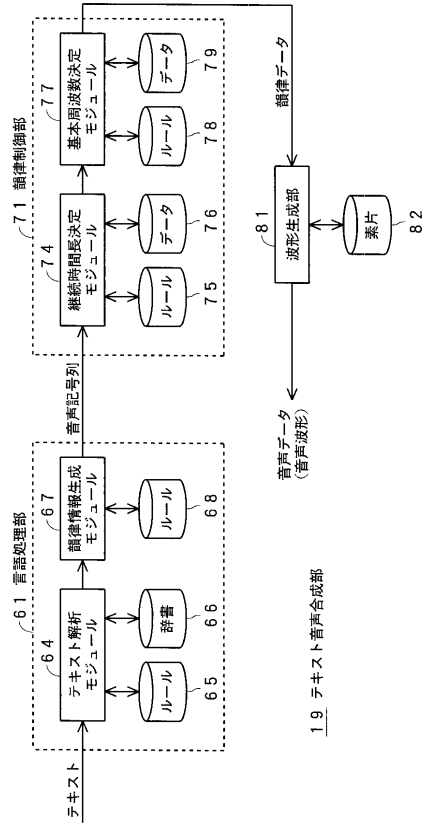 61 言語処理部
64
テキスト解析
モジュール
67
韻律情報生成
モジュール
テキスト
ルール
65
辞書
66
ルール
68
音声記号列
71 韻律制御部
74
継続時間長決定
モジュール
77
基本周波数決定
モジュール
ルール
75
データ
76
ルール
78
データ
79
韻律データ
81
波形生成部
素片
82
音声データ
(音声波形)
19 テキスト音声合成部